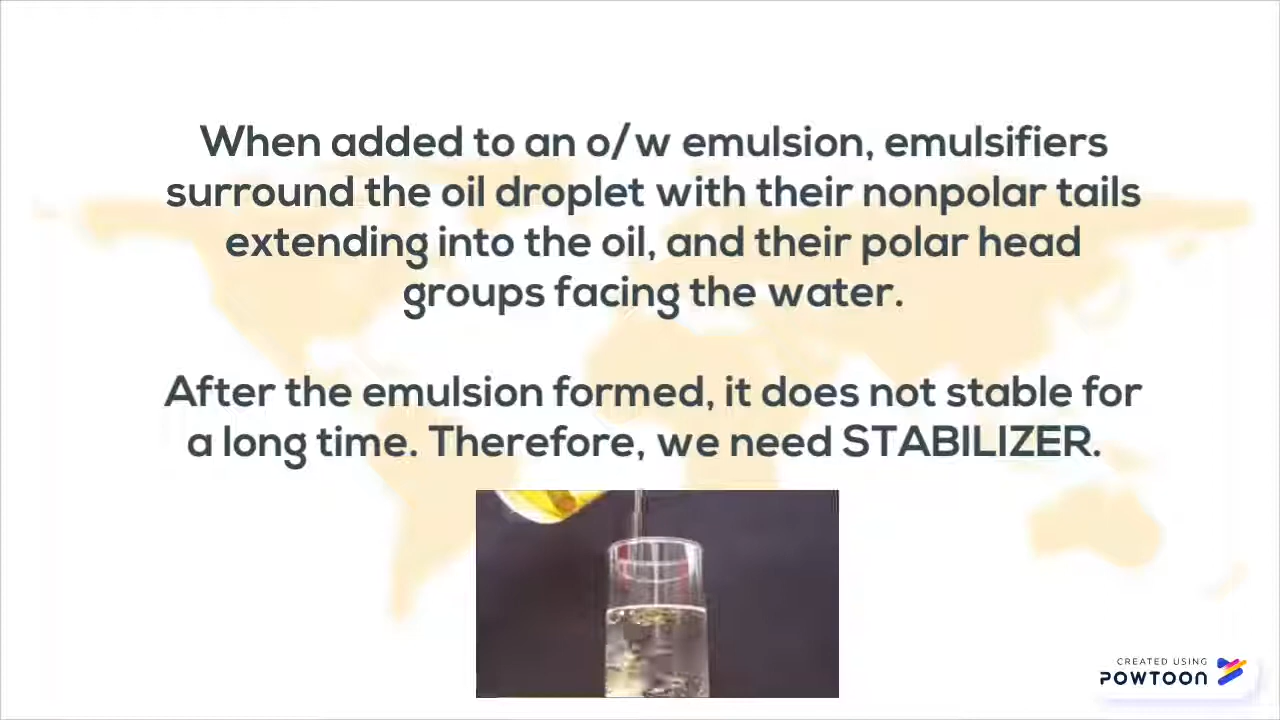 When added to an o/w emulsion, emulsifiers
surround the oil droplet with their nonpolar tails
extending into the oil, and their polar head
groups facing the water.
After the emulsion formed, it does not stable for
a long time. Therefore, we need STABILIZER.
CREATED USING
POWTOON